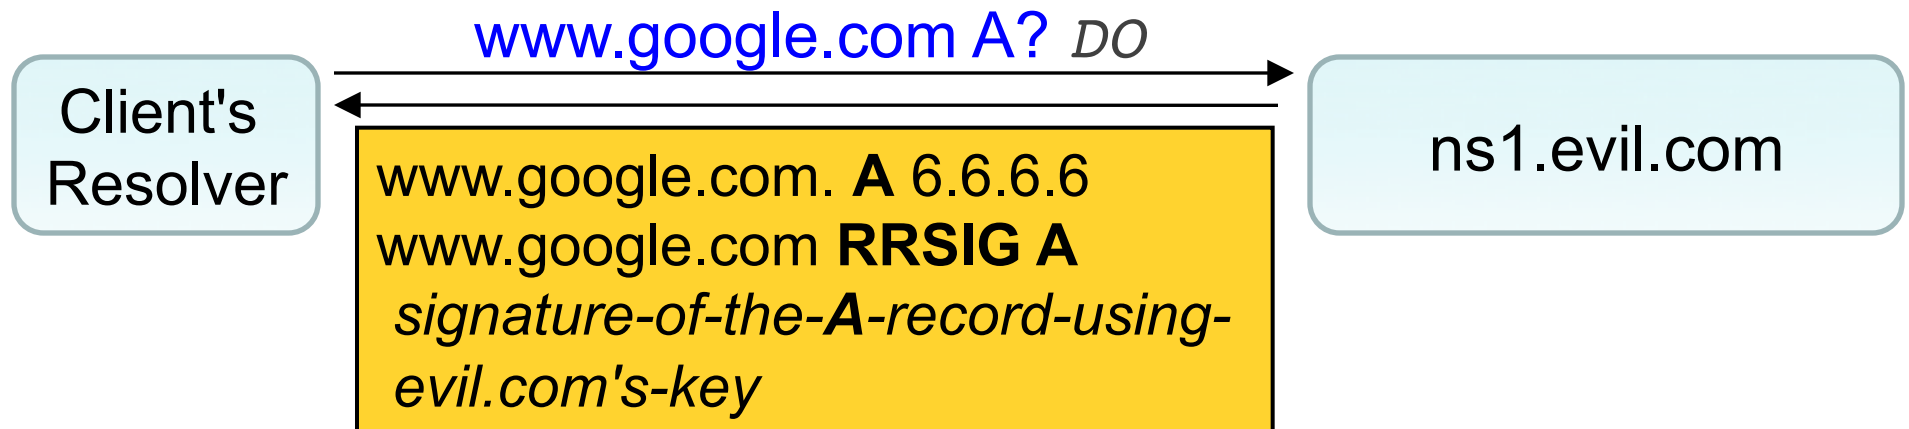 www.google.com A? DO
Client's
Resolver
ns1.evil.com
www.google.com. A 6.6.6.6
www.google.com RRSIG A
signature-of-the-A-record-using-
evil.com's-key